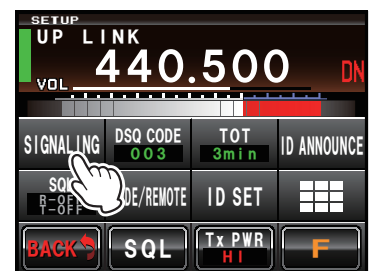 SETUP
UP LINK
440.500 DN
VOL
SIGNALING DSQ CODE TOT ID ANNOUNCE
003 3min
SQL DE/REMOTE ID SET
R-OFF
T-OFF
BACK SQL Tx PWR F
HI